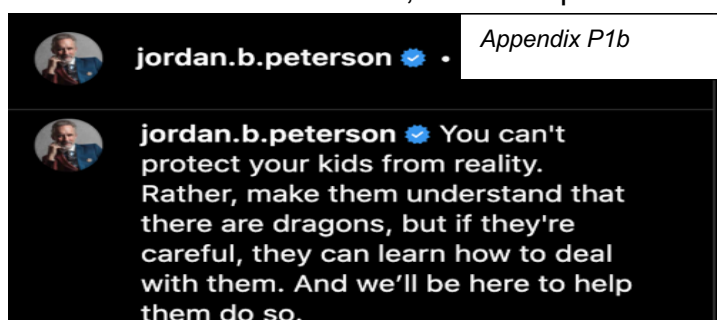 jordan.b.peterson •
Appendix P1b
jordan.b.peterson You can't
protect your kids from reality.
Rather, make them understand that
there are dragons, but if they're
careful, they can learn how to deal
with them. And we’ll be here to help
them do so.